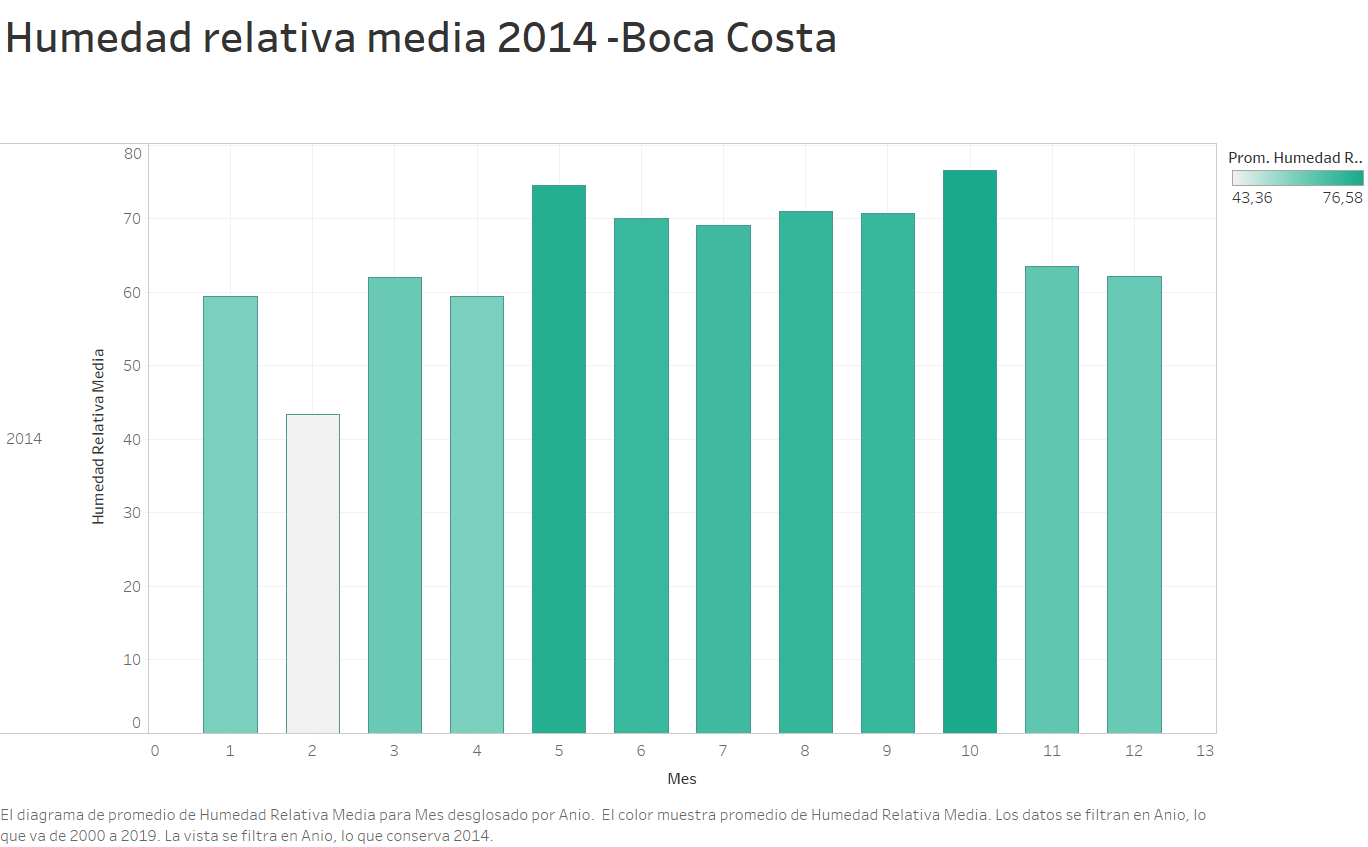 Humedad relativa media 2014 -Boca Costa
Prom. Humedad R..
43,36 76,58
2014
Humedad Relativa Media
80
70
60
50
40
30
20
10
0
0 1 2 3 4 5 6 7 8 9 10 11 12 13
Mes
El diagrama de promedio de Humedad Relativa Media para Mes desglosado por Anio.  El color muestra promedio de Humedad Relativa Media. Los datos se filtran en Anio, lo
que va de 2000 a 2019. La vista se filtra en Anio, lo que conserva 2014.